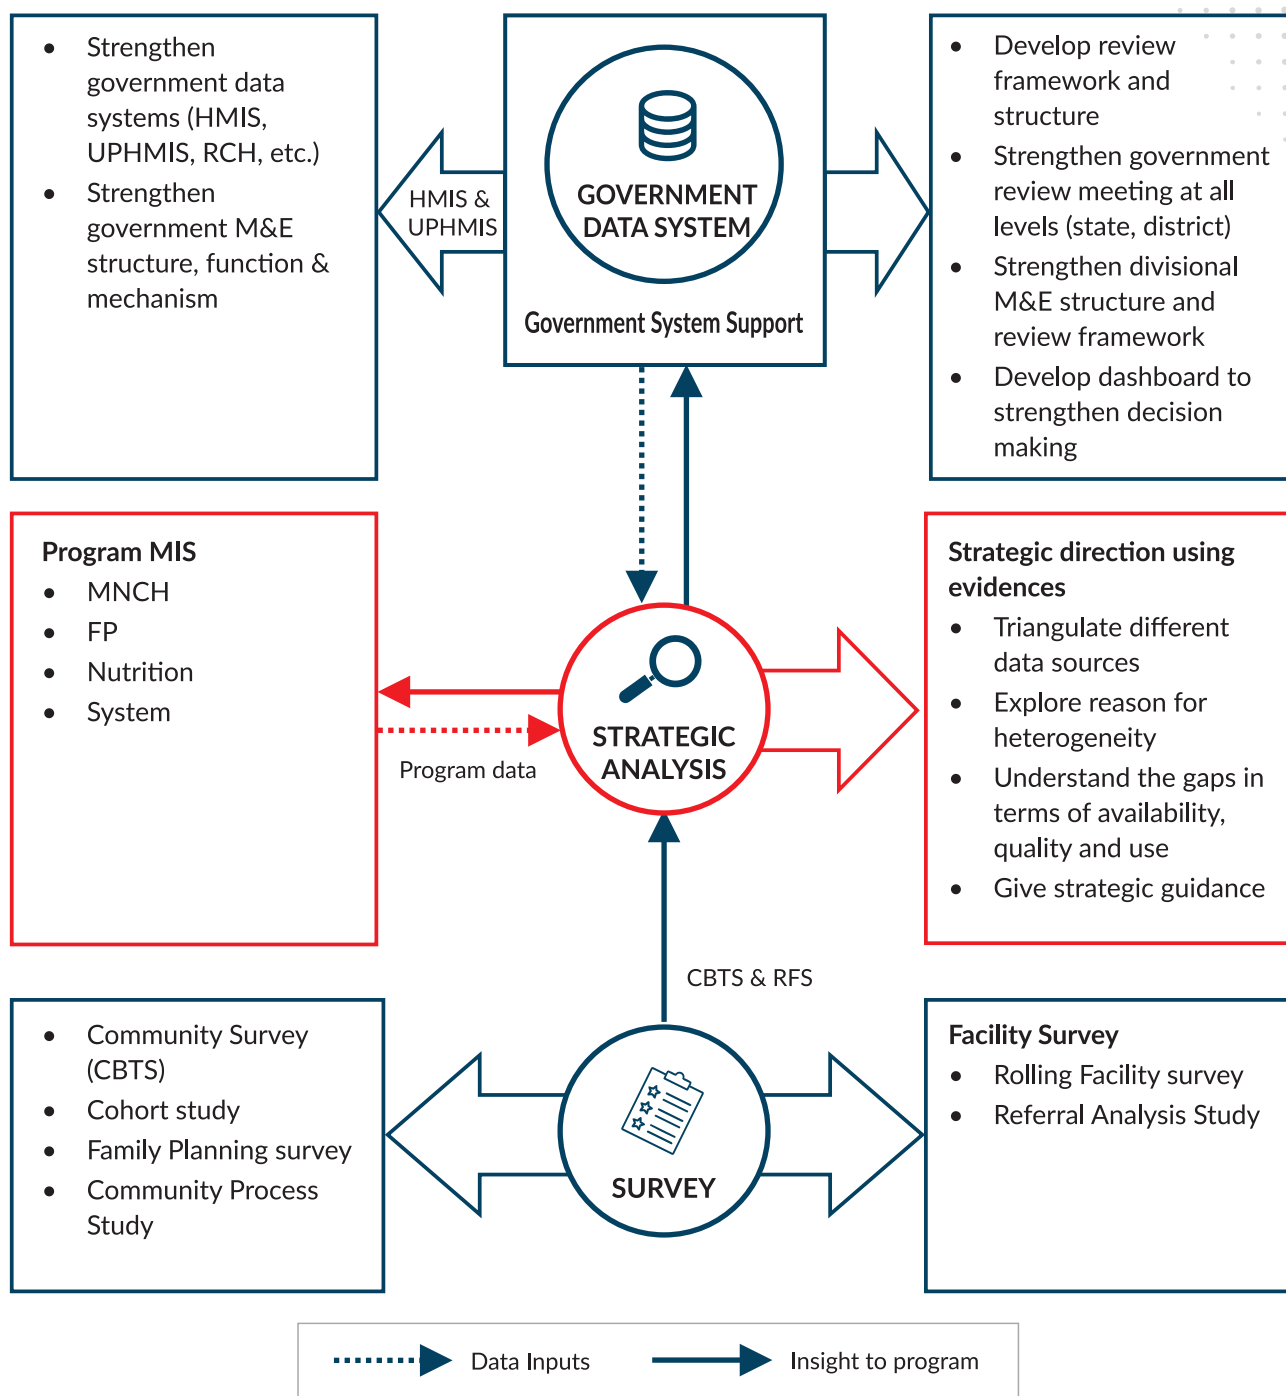 • Strengthen
government data
systems (HMIS,
UPHMIS, RCH, etc.)
• Strengthen
government M&E
structure, function &
mechanism
HMIS &
UPHMIS
GOVERNMENT
DATA SYSTEM
Government System Support
• Develop review
framework and
structure
• Strengthen government
review meeting at all
levels (state, district)
• Strengthen divisional
M&E structure and
review framework
• Develop dashboard to
strengthen decision
making
Program MIS
• MNCH
• FP
• Nutrition
• System
Program data
STRATEGIC
ANALYSIS
Strategic direction using
evidences
• Triangulate different
data sources
• Explore reason for
heterogeneity
• Understand the gaps in
terms of availability,
quality and use
• Give strategic guidance
CBTS & RFS
• Community Survey
(CBTS)
• Cohort study
• Family Planning survey
• Community Process
Study
SURVEY
Facility Survey
• Rolling Facility survey
• Referral Analysis Study
Data Inputs
Insight to program